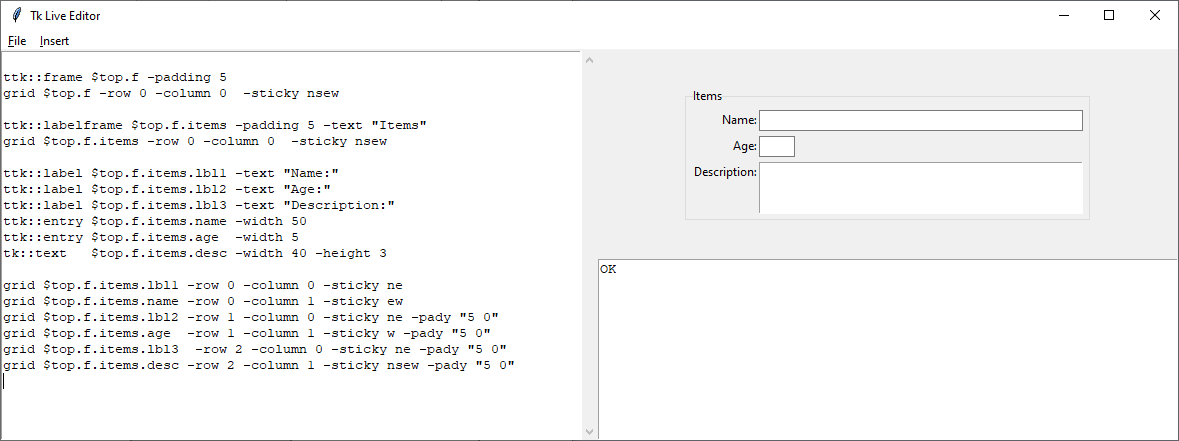 Tk Live Editor
File Insert
ttk::frame $top.f -padding 5
grid $top.f -row 0 -column 0  -sticky nsew
ttk::labelframe $top.f.items -padding 5 -text "Items"
grid $top.f.items -row 0 -column 0  -sticky nsew
ttk::label $top.f.items.lbl1 -text "Name:"
ttk::label $top.f.items.lbl2 -text "Age:"
ttk::label $top.f.items.lbl3 -text "Description:"
ttk::entry $top.f.items.name -width 50
ttk::entry $top.f.items.age  -width 5
tk::text   $top.f.items.desc -width 40 -height 3
grid $top.f.items.lbl1 -row 0 -column 0 -sticky ne
grid $top.f.items.name -row 0 -column 1 -sticky ew
grid $top.f.items.lbl2 -row 1 -column 0 -sticky ne -pady "5 0"
grid $top.f.items.age  -row 1 -column 1 -sticky w -pady "5 0"
grid $top.f.items.lbl3  -row 2 -column 0 -sticky ne -pady "5 0"
grid $top.f.items.desc -row 2 -column 1 -sticky nsew -pady "5 0"
Items
Name:
Age:
Description:
OK